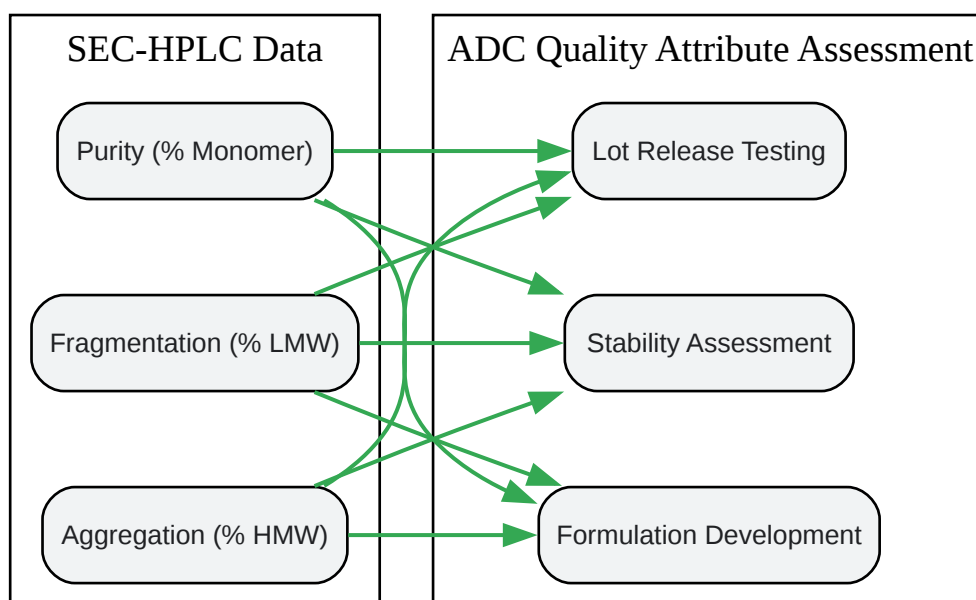 SEC-HPLC Data
Purity (% Monomer)
Fragmentation (% LMW)
Aggregation (% HMW)
ADC Quality Attribute Assessment
Lot Release Testing
Stability Assessment
Formulation Development